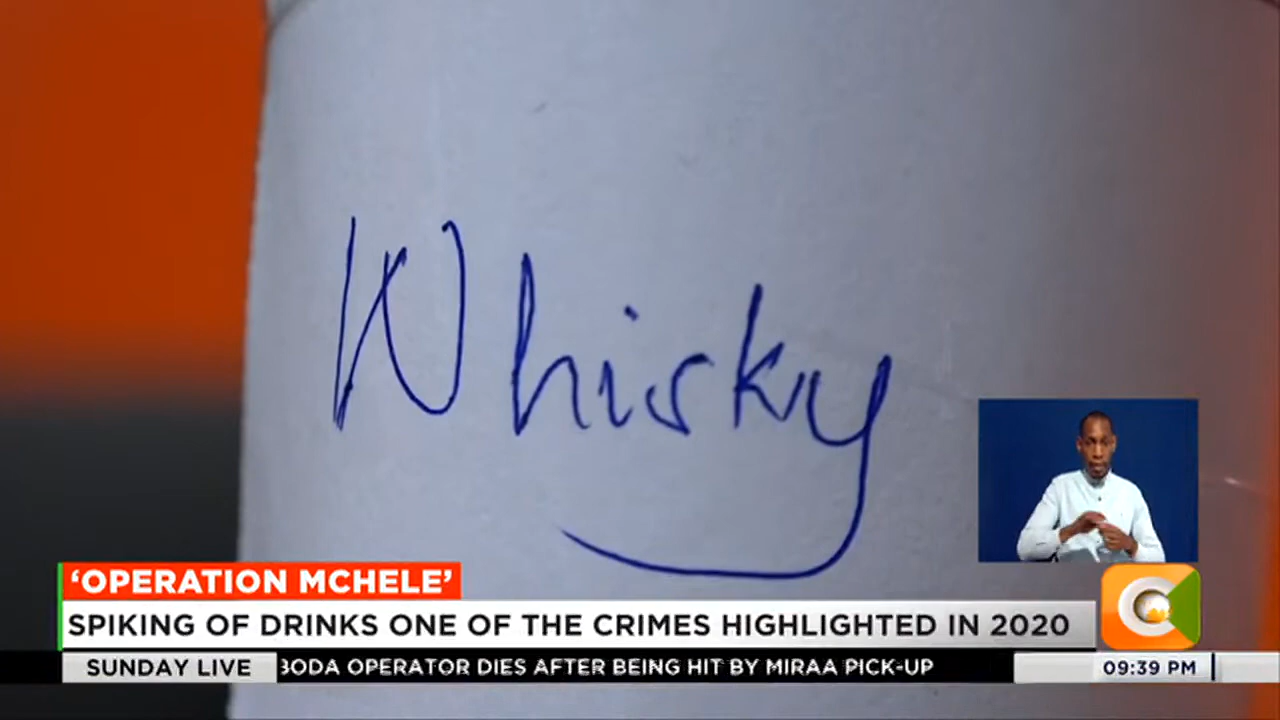 Whisky
'OPERATION MCHELE'
SPIKING OF DRINKS ONE OF THE CRIMES HIGHLIGHTED IN 2020
SUNDAY LIVE
BODA OPERATOR DIES AFTER BEING HIT BY MIRAA PICK-UP
09:39 PM